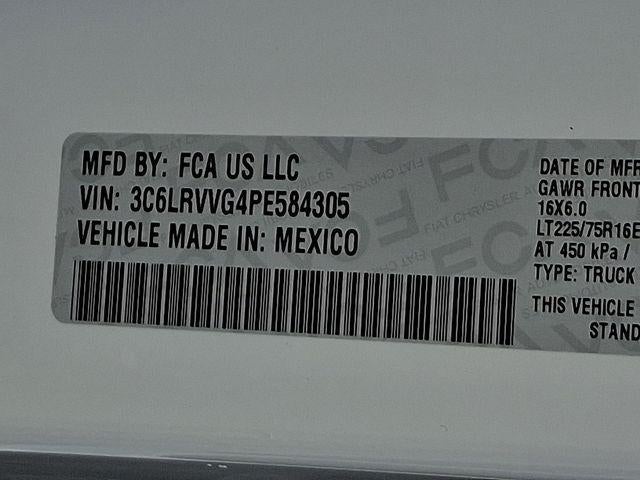 MFD BY: FCA US LLC
VIN: 3C6LRVVG4PE584305
VEHICLE MADE IN: MEXICO
DATE OF MFR
GAWR FRONT
16X6.0
LT225/75R16E
AT 450 kPa /
TYPE: TRUCK
THIS VEHICLE
STAND